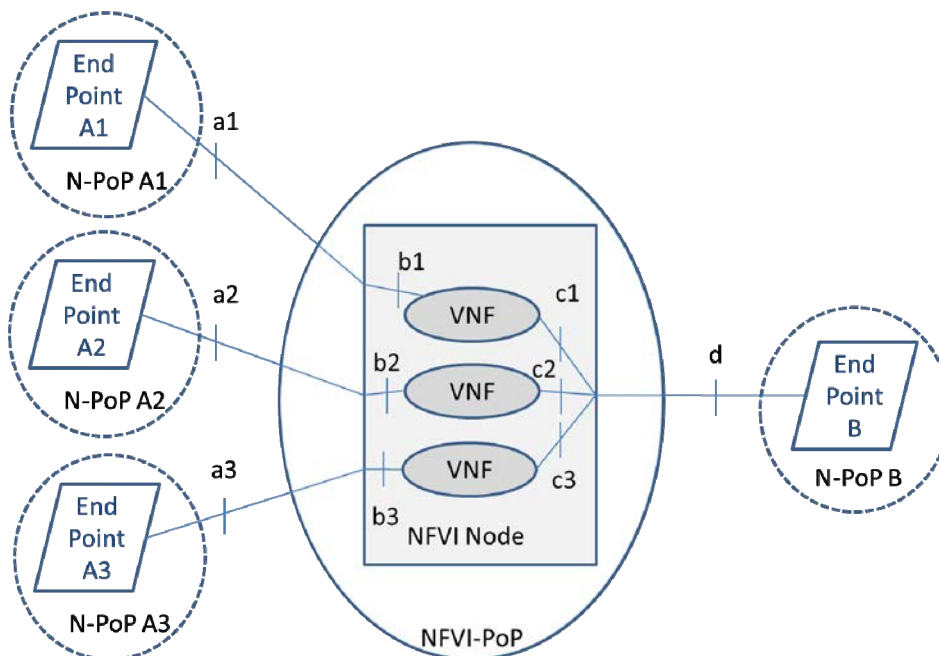 End
Point
A1
N-PoP A1
a1
End
Point
A2
N-PoP A2
a2
End
Point
A3
N-PoP A3
a3
b1
VNF
c1
b2
VNF
c2
b3
VNF
c3
NFVI Node
NFVI-PoP
d
End
Point
B
N-PoP B